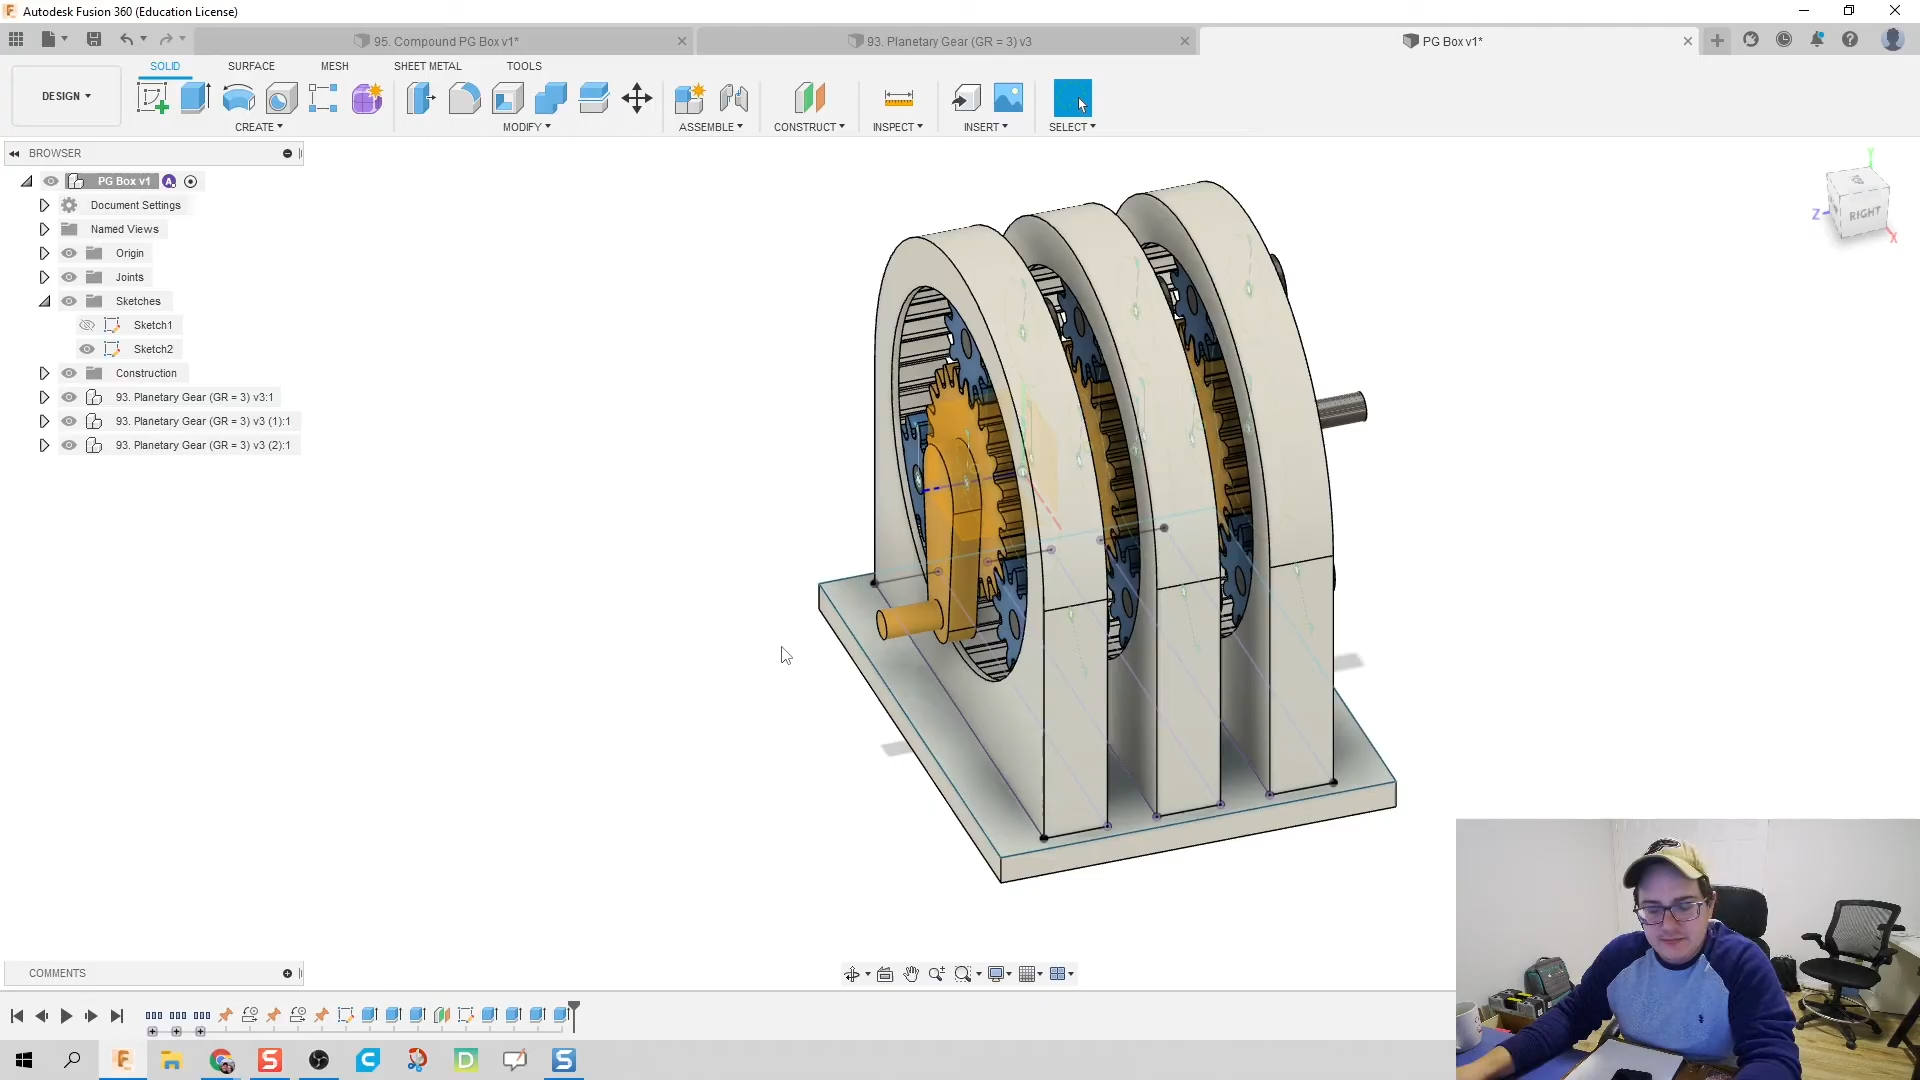 Autodesk Fusion 360 (Education License)
95. Compound PG Box v1*
93. Planetary Gear (GR = 3) v3
PG Box v1*
SOLID SURFACE MESH SHEET METAL TOOLS
DESIGN
CREATE MODIFY ASSEMBLE CONSTRUCT INSPECT INSERT SELECT
BROWSER
PG Box v1
Document Settings
Named Views
Origin
Joints
Sketches
Sketch1
Sketch2
Construction
93. Planetary Gear (GR = 3) v3:1
93. Planetary Gear (GR = 3) v3 (1):1
93. Planetary Gear (GR = 3) v3 (2):1
Y
Z
RIGHT
X
COMMENTS